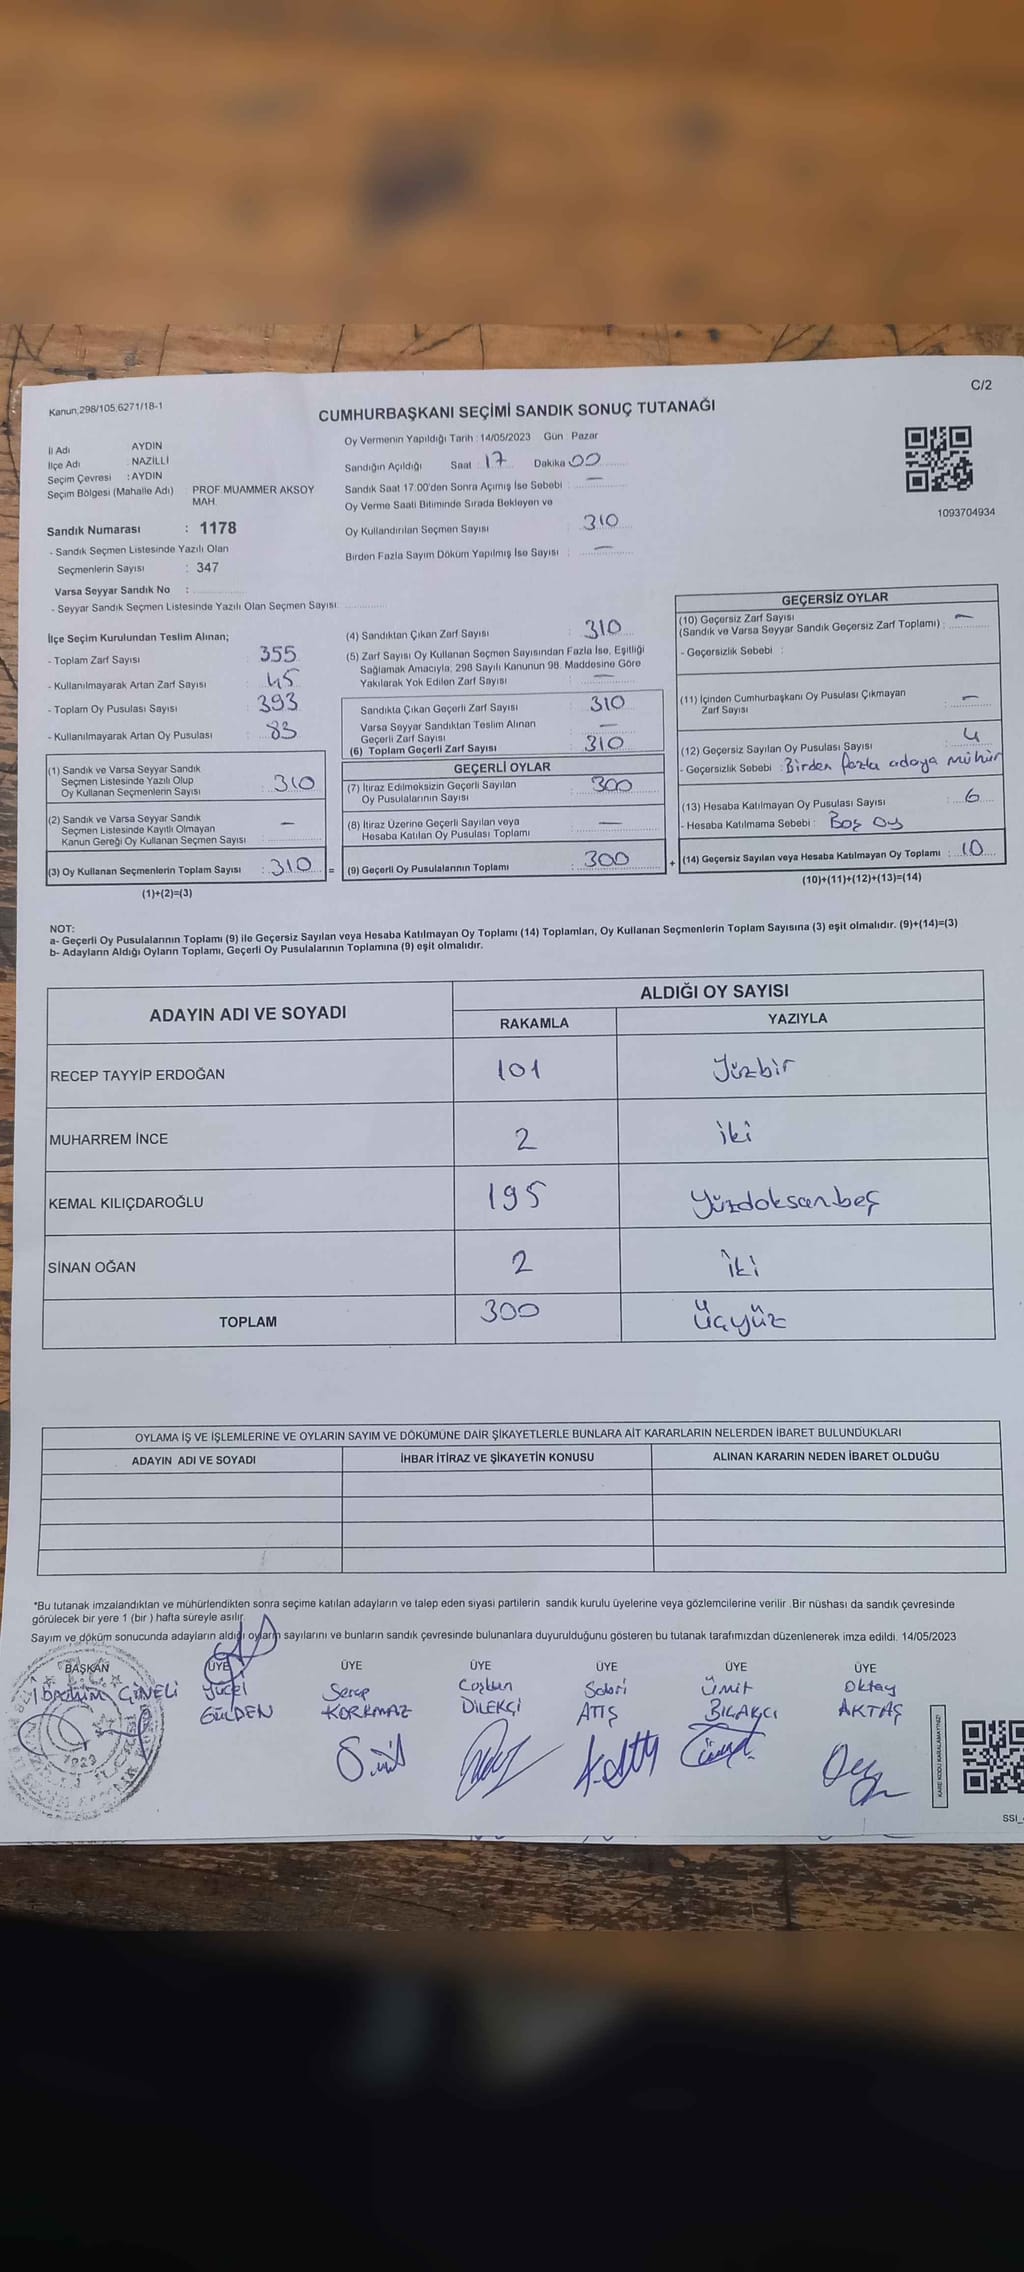 C/2
Kanun,298/105,6271/18-1
CUMHURBAŞKANI SEÇİMİ SANDIK SONUÇ TUTANAĞI
İl Adı AYDIN
İlçe Adı NAZİLLİ
Seçim Çevresi : AYDIN
Seçim Bölgesi (Mahalle Adı) PROF.MUAMMER AKSOY
MAH.
Sandık Numarası : 1178
- Sandık Seçmen Listesinde Yazılı Olan
Seçmenlerin Sayısı : 347
Varsa Seyyar Sandık No :
- Seyyar Sandık Seçmen Listesinde Yazılı Olan Seçmen Sayısı
Oy Vermenin Yapıldığı Tarih : 14/05/2023 Gün Pazar
Sandığın Açıldığı Saat : 17 Dakika 00
Sandık Saat 17:00'den Sonra Açımış İse Sebebi : —
Oy Verme Saati Bitiminde Sırada Bekleyen ve
Oy Kullandırılan Seçmen Sayısı 310
Birden Fazla Sayım Döküm Yapılmış İse Sayısı : —
1093704934
İlçe Seçim Kurulundan Teslim Alınan;
- Toplam Zarf Sayısı 355
- Kullanılmayarak Artan Zarf Sayısı 45
- Toplam Oy Pusulası Sayısı 393
- Kullanılmayarak Artan Oy Pusulası 83
(1) Sandık ve Varsa Seyyar Sandık
Seçmen Listesinde Yazılı Olup
Oy Kullanan Seçmenlerin Sayısı 310
(2) Sandık ve Varsa Seyyar Sandık
Seçmen Listesinde Kayıtlı Olmayan
Kanun Gereği Oy Kullanan Seçmen Sayısı —
(3) Oy Kullanan Seçmenlerin Toplam Sayısı : 310 =
(1)+(2)=(3)
(4) Sandıktan Çıkan Zarf Sayısı : 310
(5) Zarf Sayısı Oy Kullanan Seçmen Sayısından Fazla İse, Eşitliği
Sağlamak Amacıyla, 298 Sayılı Kanunun 98. Maddesine Göre
Yakılarak Yok Edilen Zarf Sayısı : —
Sandıkta Çıkan Geçerli Zarf Sayısı 310
Varsa Seyyar Sandıktan Teslim Alınan
Geçerli Zarf Sayısı —
(6) Toplam Geçerli Zarf Sayısı 310
GEÇERLİ OYLAR
(7) İtiraz Edilmeksizin Geçerli Sayılan
Oy Pusulalarının Sayısı 300
(8) İtiraz Üzerine Geçerli Sayılan veya
Hesaba Katılan Oy Pusulası Toplamı —
(9) Geçerli Oy Pusulalarının Toplamı : 300 +
GEÇERSİZ OYLAR
(10) Geçersiz Zarf Sayısı
(Sandık ve Varsa Seyyar Sandık Geçersiz Zarf Toplamı) : —
- Geçersizlik Sebebi :
(11) İçinden Cumhurbaşkanı Oy Pusulası Çıkmayan
Zarf Sayısı —
(12) Geçersiz Sayılan Oy Pusulası Sayısı 4
- Geçersizlik Sebebi : Birden fazla adaya mühür
(13) Hesaba Katılmayan Oy Pusulası Sayısı 6
- Hesaba Katılmama Sebebi : Boş oy
(14) Geçersiz Sayılan veya Hesaba Katılmayan Oy Toplamı : 10
(10)+(11)+(12)+(13)=(14)
NOT:
a- Geçerli Oy Pusulalarının Toplamı (9) ile Geçersiz Sayılan veya Hesaba Katılmayan Oy Toplamı (14) Toplamları, Oy Kullanan Seçmenlerin Toplam Sayısına (3) eşit olmalıdır. (9)+(14)=(3)
b- Adayların Aldığı Oyların Toplamı, Geçerli Oy Pusulalarının Toplamına (9) eşit olmalıdır.
ADAYIN ADI VE SOYADI ALDIĞI OY SAYISI
RAKAMLA YAZIYLA
RECEP TAYYİP ERDOĞAN 101 Yüzbir
MUHARREM İNCE 2 iki
KEMAL KILIÇDAROĞLU 195 Yüzdoksanbeş
SİNAN OĞAN 2 İki
TOPLAM 300 Üçyüz
OYLAMA İŞ VE İŞLEMLERİNE VE OYLARIN SAYIM VE DÖKÜMÜNE DAİR ŞİKAYETLERLE BUNLARA AİT KARARLARIN NELERDEN İBARET BULUNDUKLARI
ADAYIN ADI VE SOYADI İHBAR İTİRAZ VE ŞİKAYETİN KONUSU ALINAN KARARIN NEDEN İBARET OLDUĞU
*Bu tutanak imzalandıktan ve mühürlendikten sonra seçime katılan adayların ve talep eden siyasi partilerin sandık kurulu üyelerine veya gözlemcilerine verilir .Bir nüshası da sandık çevresinde
görülecek bir yere 1 (bir ) hafta süreyle asılır.
Sayım ve döküm sonucunda adayların aldığı oyların sayılarını ve bunların sandık çevresinde bulunanlara duyurulduğunu gösteren bu tutanak tarafımızdan düzenlenerek imza edildi. 14/05/2023
BAŞKAN ÜYE ÜYE ÜYE ÜYE ÜYE ÜYE
İBRAHİM GİNELİ Yücel Serap Coşkun Sabri Ümit Oktay
GÜLDEN KORKMAZ DİLEKÇİ ATIŞ BIÇAKÇI AKTAŞ
KARE KODU KARALAMAYINIZ!
SSİ_